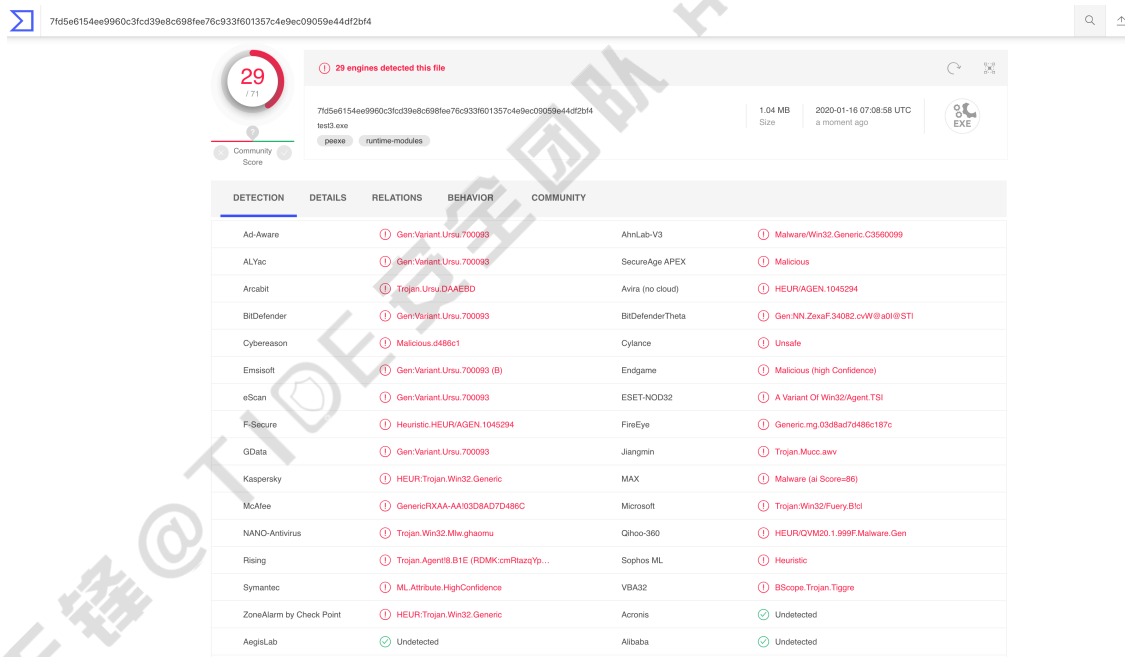 7fd5e6154ee9960c3fcd39e8c698fee76c933f601357c4e9ec09059e44df2bf4
29
/ 71
Community
Score
29 engines detected this file
7fd5e6154ee9960c3fcd39e8c698fee76c933f601357c4e9ec09059e44df2bf4
test3.exe
peexe runtime-modules
1.04 MB
Size
2020-01-16 07:08:58 UTC
a moment ago
EXE
DETECTION DETAILS RELATIONS BEHAVIOR COMMUNITY
Ad-Aware Gen:Variant.Ursu.700093 AhnLab-V3 Malware/Win32.Generic.C3560099
ALYac Gen:Variant.Ursu.700093 SecureAge APEX Malicious
Arcabit Trojan.Ursu.DAAEBD Avira (no cloud) HEUR/AGEN.1045294
BitDefender Gen:Variant.Ursu.700093 BitDefenderTheta Gen:NN.ZexaF.34082.cvW@a0I@STI
Cybereason Malicious.d486c1 Cylance Unsafe
Emsisoft Gen:Variant.Ursu.700093 (B) Endgame Malicious (high Confidence)
eScan Gen:Variant.Ursu.700093 ESET-NOD32 A Variant Of Win32/Agent.TSI
F-Secure Heuristic.HEUR/AGEN.1045294 FireEye Generic.mg.03d8ad7d486c187c
GData Gen:Variant.Ursu.700093 Jiangmin Trojan.Mucc.awv
Kaspersky HEUR:Trojan.Win32.Generic MAX Malware (ai Score=86)
McAfee GenericRXAA-AA!03D8AD7D486C Microsoft Trojan:Win32/Fuery.B!cl
NANO-Antivirus Trojan.Win32.Mlw.ghaomu Qihoo-360 HEUR/QVM20.1.999F.Malware.Gen
Rising Trojan.Agent!8.B1E (RDMK:cmRtazqYp... Sophos ML Heuristic
Symantec ML.Attribute.HighConfidence VBA32 BScope.Trojan.Tiggre
ZoneAlarm by Check Point HEUR:Trojan.Win32.Generic Acronis Undetected
AegisLab Undetected Alibaba Undetected
锋@TIDE安全团队 H